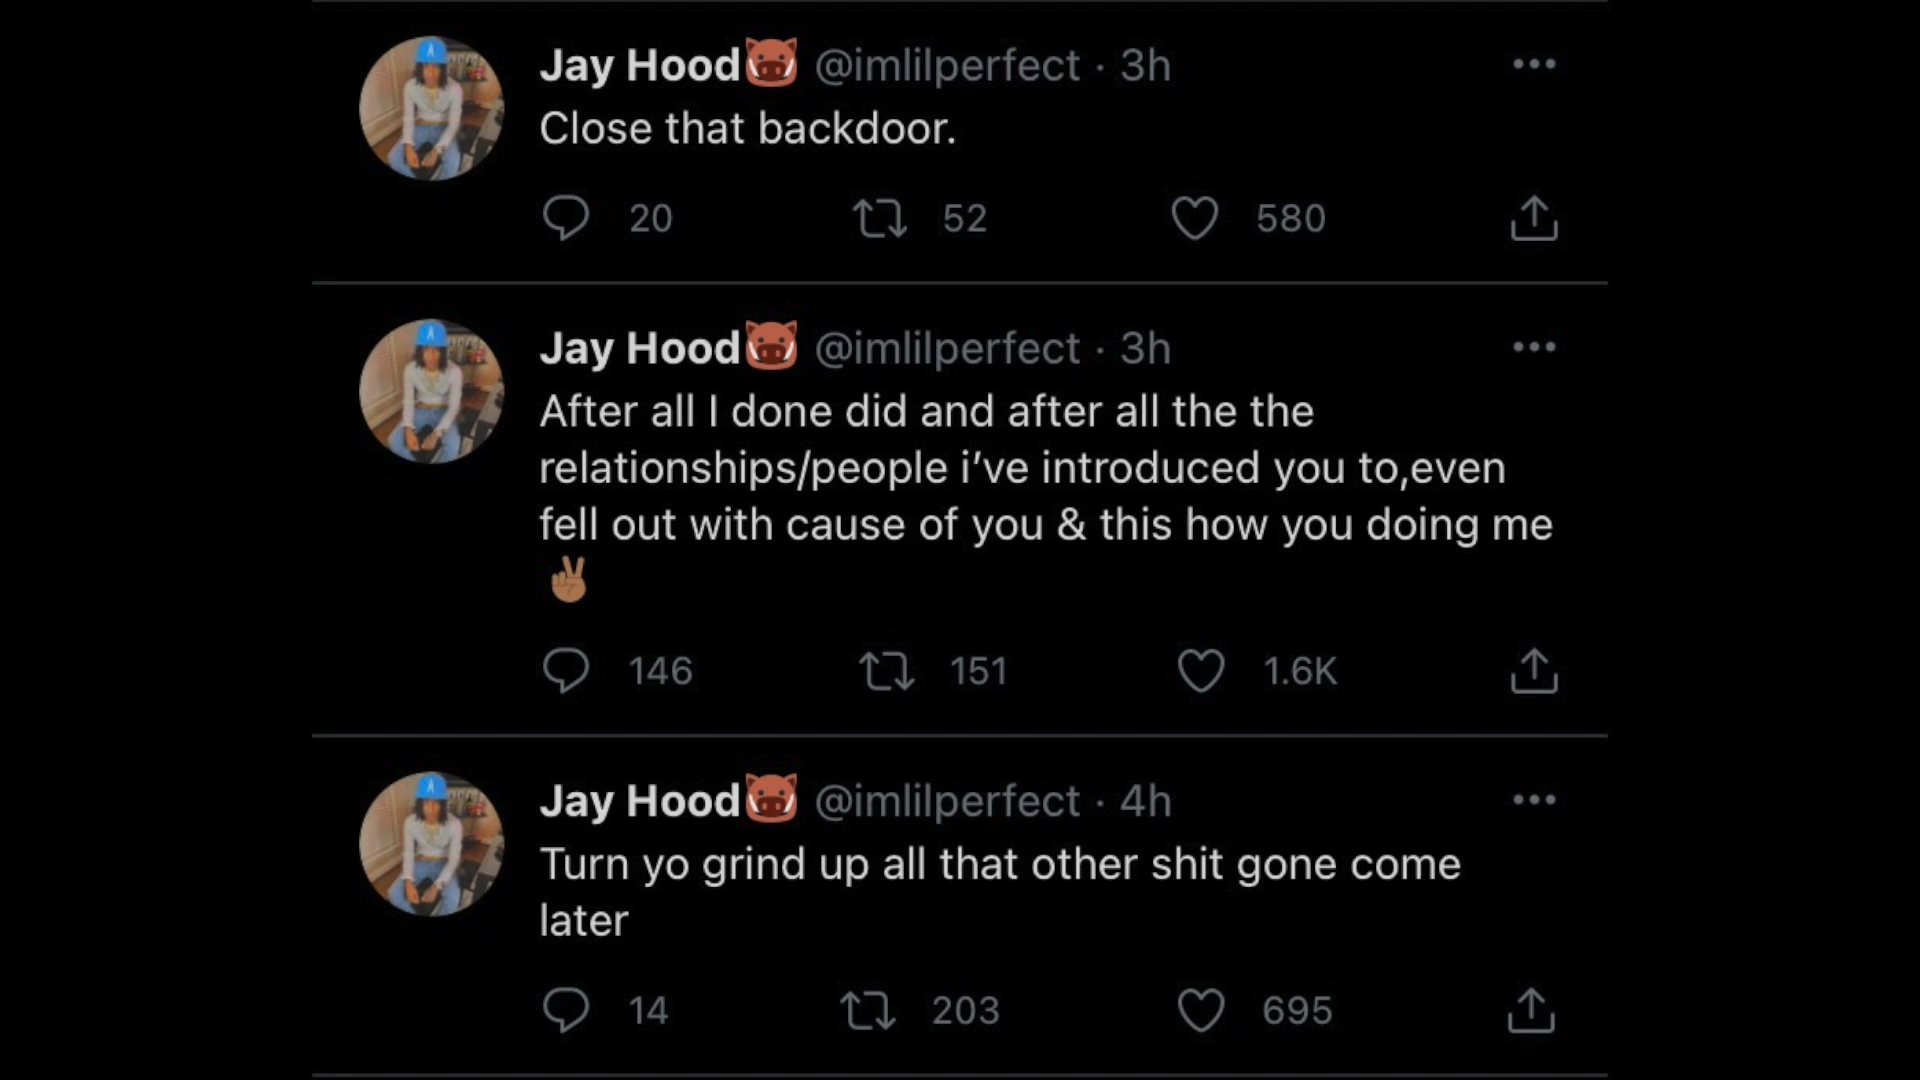 Jay Hood🐗 @imlilperfect · 3h
Close that backdoor.
20 52 580
Jay Hood🐗 @imlilperfect · 3h
After all I done did and after all the the
relationships/people i’ve introduced you to,even
fell out with cause of you & this how you doing me
✌🏽
146 151 1.6K
Jay Hood🐗 @imlilperfect · 4h
Turn yo grind up all that other shit gone come
later
14 203 695